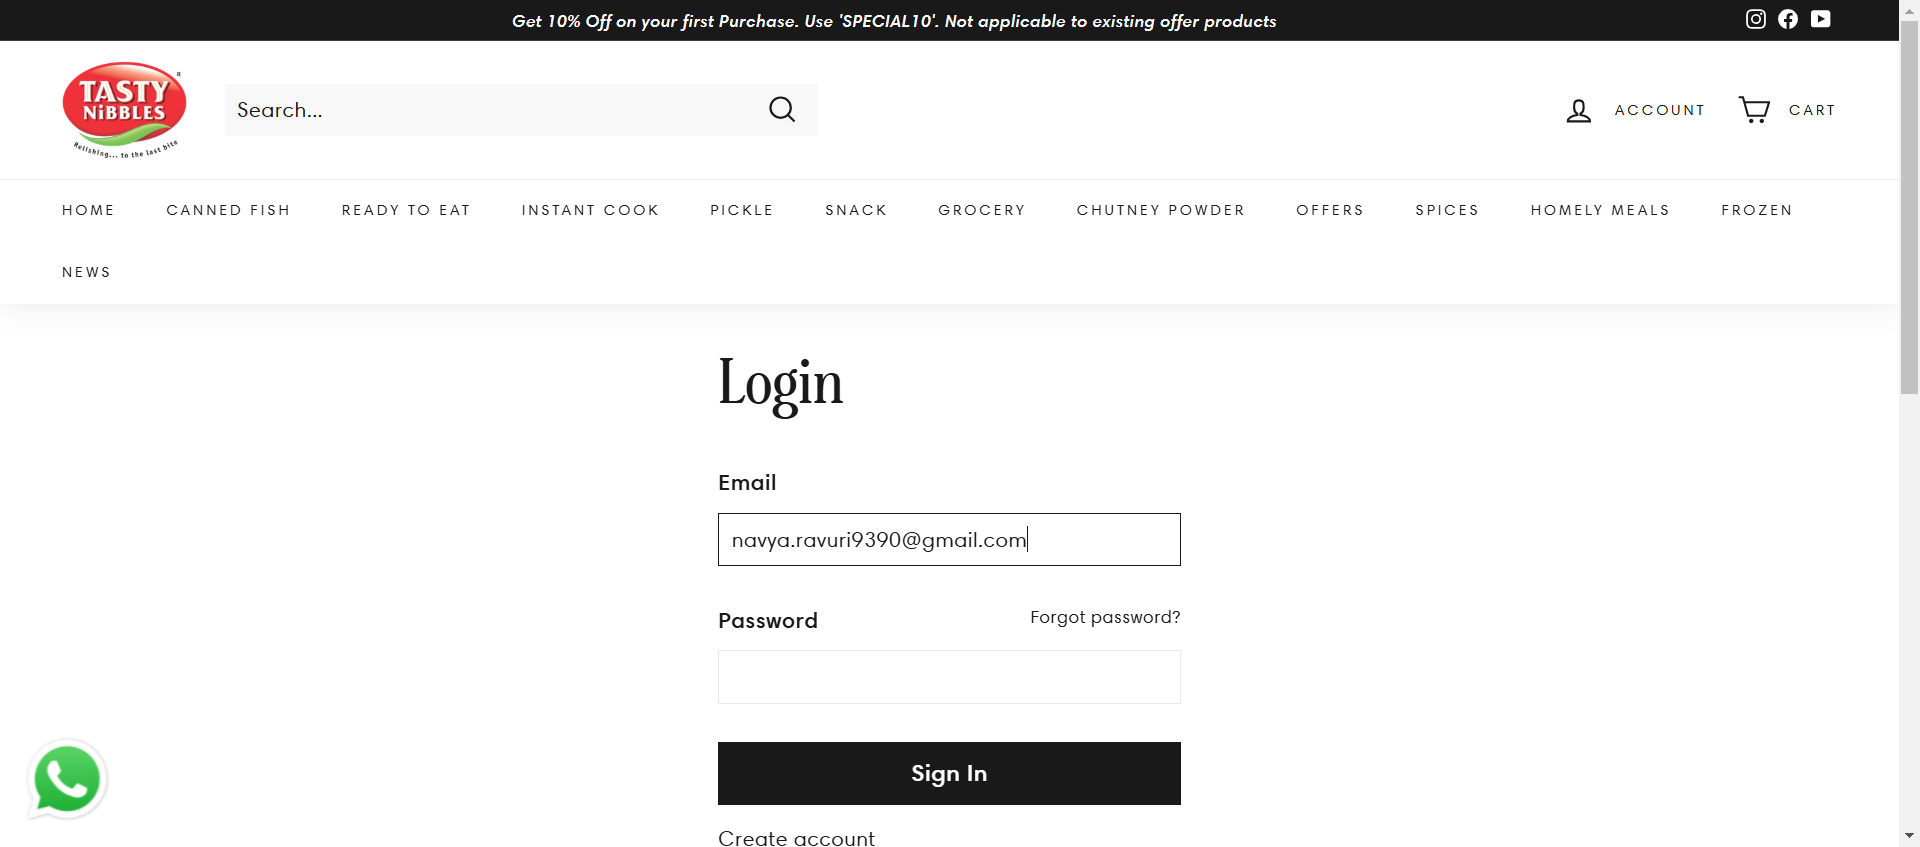 Get 10% Off on your first Purchase. Use 'SPECIAL10'. Not applicable to existing offer products
TASTY
NiBBLES
®
Relishing... to the last bite
Search...
ACCOUNT
CART
HOME
CANNED FISH
READY TO EAT
INSTANT COOK
PICKLE
SNACK
GROCERY
CHUTNEY POWDER
OFFERS
SPICES
HOMELY MEALS
FROZEN
NEWS
Login
Email
navya.ravuri9390@gmail.com
Password
Forgot password?
Sign In
Create account